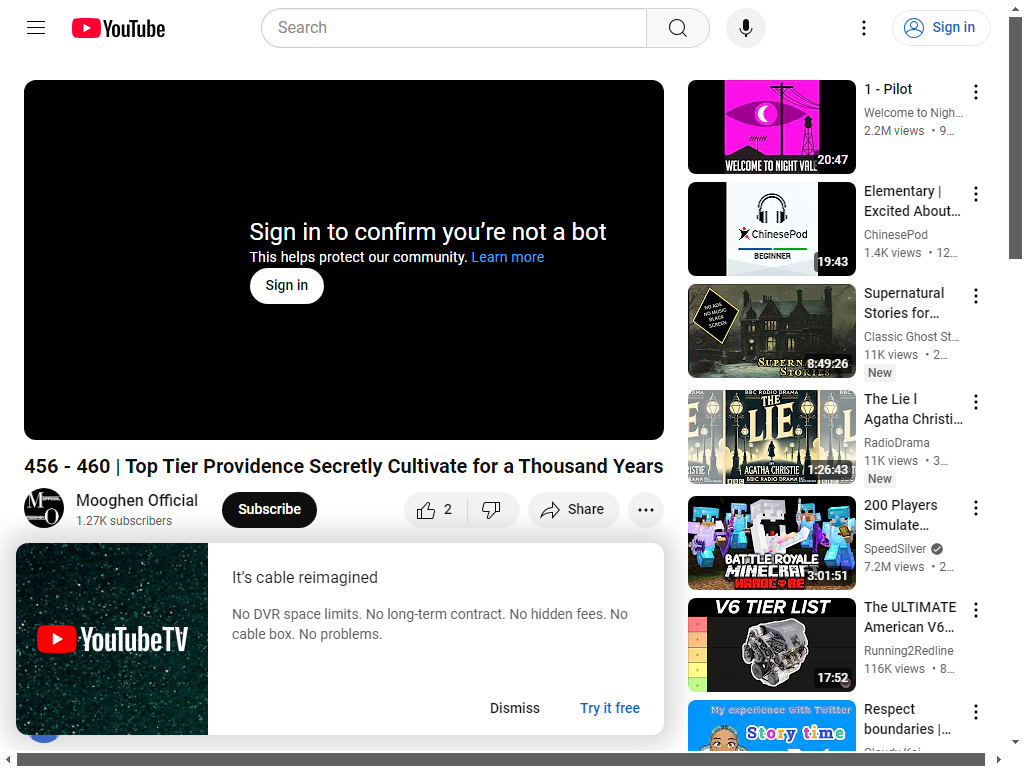 YouTube
Search
Sign in
Sign in to confirm you’re not a bot
This helps protect our community. Learn more
Sign in
456 - 460 | Top Tier Providence Secretly Cultivate for a Thousand Years
Mooghen Official
1.27K subscribers
Subscribe
2
Share
YouTubeTV
It’s cable reimagined
No DVR space limits. No long-term contract. No hidden fees. No
cable box. No problems.
Dismiss
Try it free
WELCOME TO NIGHT VALE
20:47
1 - Pilot
Welcome to Nigh…
2.2M views • 9…
ChinesePod
BEGINNER
19:43
Elementary |
Excited About…
ChinesePod
1.4K views • 12…
NO ADS
NO MUSIC
BLACK
SCREEN
8:49:26
Supernatural
Stories for…
Classic Ghost St…
11K views • 2…
New
BBC RADIO DRAMA
THE
LIE
AGATHA CHRISTIE
1:26:43
The Lie l
Agatha Christi…
RadioDrama
11K views • 3…
New
BATTLE ROYALE
MINECRAFT
HARDCORE
3:01:51
200 Players
Simulate…
SpeedSilver
7.2M views • 2…
V6 TIER LIST
17:52
The ULTIMATE
American V6…
Running2Redline
116K views • 8…
My experience with Twitter
Story time
Respect
boundaries |…